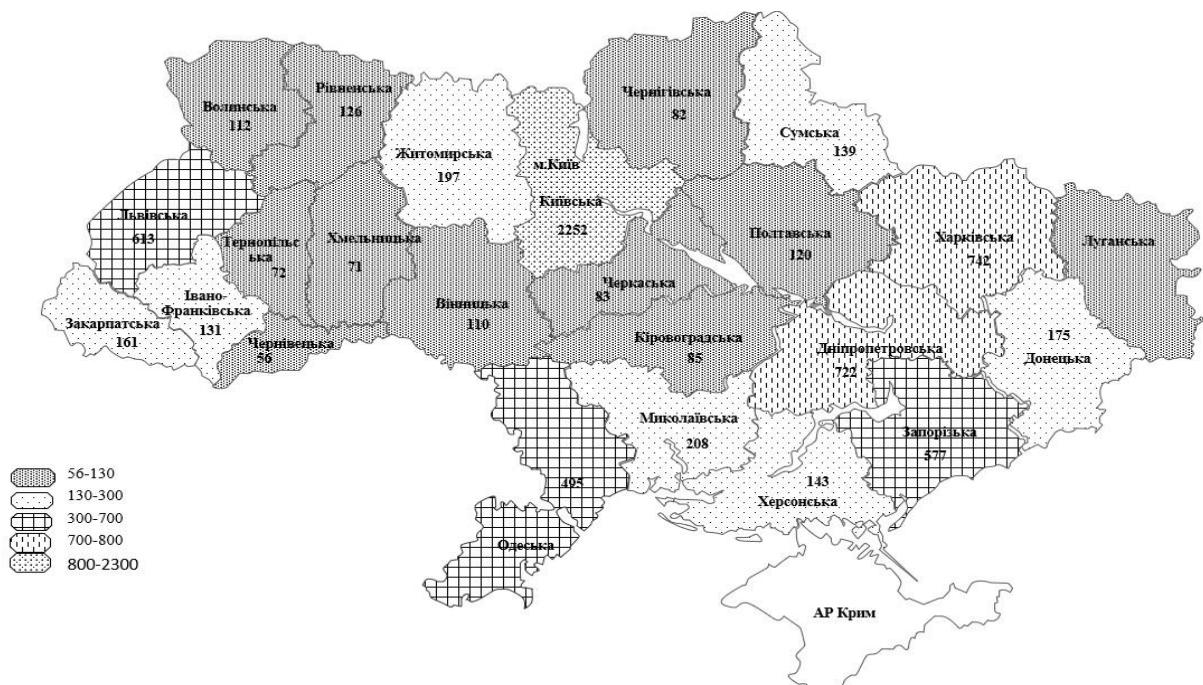 Волинська
112
Рівненська
126
Житомирська
197
м.Київ
Київська
2252
Чернігівська
82
Сумська
139
Львівська
613
Тернопільс
ька
72
Хмельницька
71
Вінницька
110
Черкаська
83
Полтавська
120
Харківська
742
Луганська
Закарпатська
161
Івано-
Франківська
131
Чернівецька
56
Кіровоградська
85
Дніпропетровська
722
175
Донецька
Миколаївська
208
Запорізька
577
143
Херсонська
495
Одеська
АР Крим
56-130
130-300
300-700
700-800
800-2300